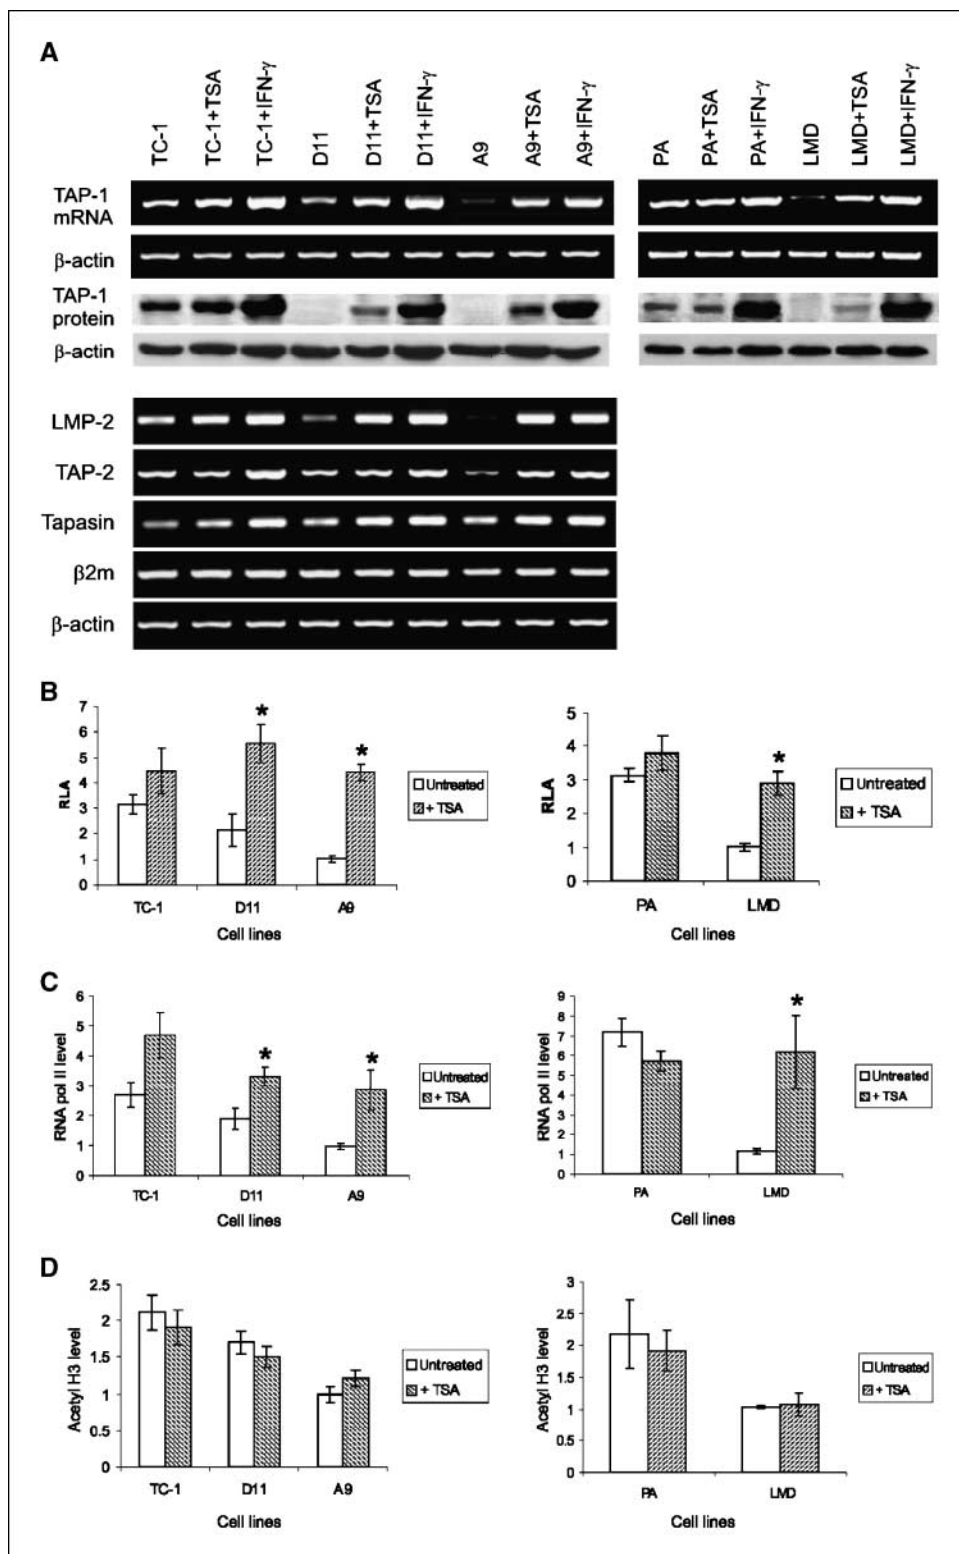 A
TC-1
TC-1+TSA
TC-1+IFN-γ
D11
D11+TSA
D11+IFN-γ
A9
A9+TSA
A9+IFN-γ
PA
PA+TSA
PA+IFN-γ
LMD
LMD+TSA
LMD+IFN-γ
TAP-1
mRNA
β-actin
TAP-1
protein
β-actin
LMP-2
TAP-2
Tapasin
β2m
β-actin
B
7
6
5
4
3
2
1
0
RLA
*
*
TC-1 D11 A9
Cell lines
Untreated
+ TSA
5
4
3
2
1
0
RLA
*
PA LMD
Cell lines
Untreated
+ TSA
C
6
5
4
3
2
1
0
RNA pol II level
*
*
TC-1 D11 A9
Cell lines
Untreated
+ TSA
9
8
7
6
5
4
3
2
1
0
RNA pol II level
*
PA LMD
Cell lines
Untreated
+ TSA
D
2.5
2
1.5
1
0.5
0
Acetyl H3 level
TC-1 D11 A9
Cell lines
Untreated
+ TSA
3
2.5
2
1.5
1
0.5
0
Acetyl H3 level
PA LMD
Cell lines
Untreated
+ TSA